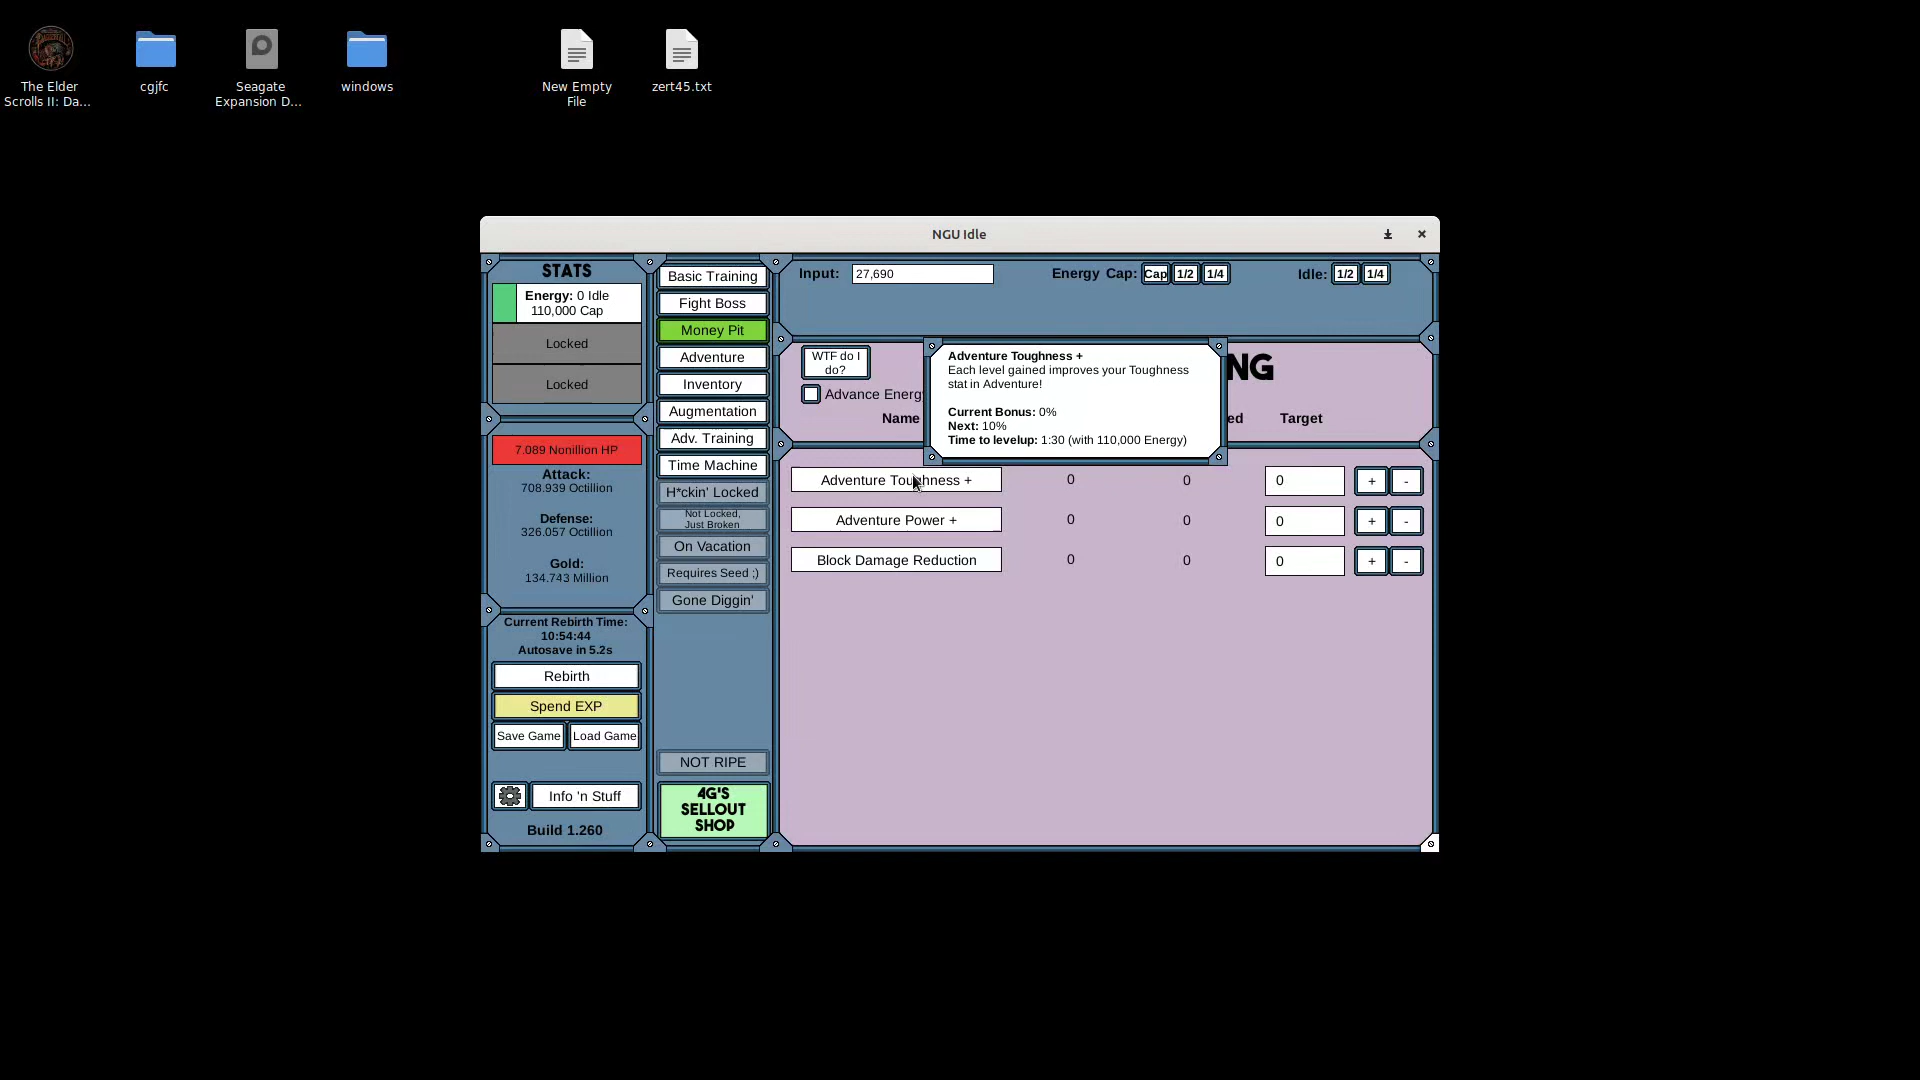 The Elder
Scrolls II: Da...
cgjfc
Seagate
Expansion D...
windows
New Empty
File
zert45.txt
NGU Idle
STATS
Energy: 0 Idle
110,000 Cap
Locked
Locked
7.089 Nonillion HP
Attack:
708.939 Octillion
Defense:
326.057 Octillion
Gold:
134.743 Million
Current Rebirth Time:
10:54:44
Autosave in 5.2s
Rebirth
Spend EXP
Save Game
Load Game
Info 'n Stuff
Build 1.260
Basic Training
Fight Boss
Money Pit
Adventure
Inventory
Augmentation
Adv. Training
Time Machine
H*ckin' Locked
Not Locked,
Just Broken
On Vacation
Requires Seed ;)
Gone Diggin'
NOT RIPE
4G'S
SELLOUT
SHOP
Input: 27,690
Energy Cap: Cap 1/2 1/4
Idle: 1/2 1/4
WTF do I
do?
NG
Advance Energ
Name
ed
Target
Adventure Toughness +
Each level gained improves your Toughness
stat in Adventure!
Current Bonus: 0%
Next: 10%
Time to levelup: 1:30 (with 110,000 Energy)
Adventure Toughness + 0 0 0 + -
Adventure Power + 0 0 0 + -
Block Damage Reduction 0 0 0 + -